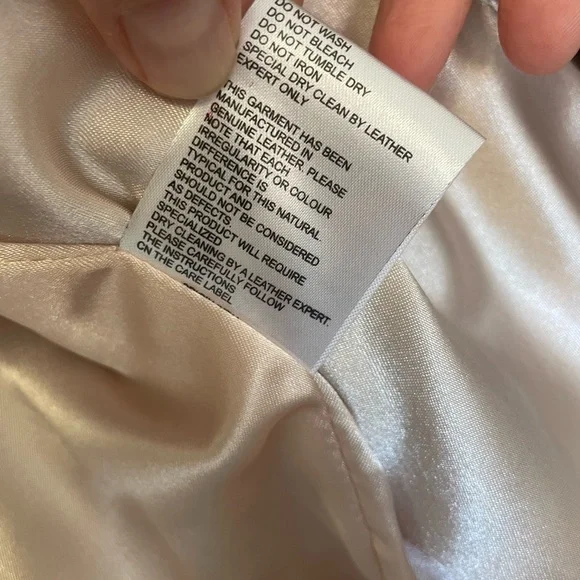 DO NOT WASH
DO NOT BLEACH
DO NOT TUMBLE DRY
DO NOT IRON
SPECIAL DRY CLEAN BY LEATHER
EXPERT ONLY
THIS GARMENT HAS BEEN
MANUFACTURED IN
GENUINE LEATHER. PLEASE
NOTE THAT EACH
IRREGULARITY OR COLOUR
DIFFERENCE IS
TYPICAL FOR THIS NATURAL
PRODUCT AND
SHOULD NOT BE CONSIDERED
AS DEFECTS
THIS PRODUCT WILL REQUIRE
SPECIALIZED
DRY CLEANING BY A LEATHER EXPERT.
PLEASE CAREFULLY FOLLOW
THE INSTRUCTIONS
ON THE CARE LABEL